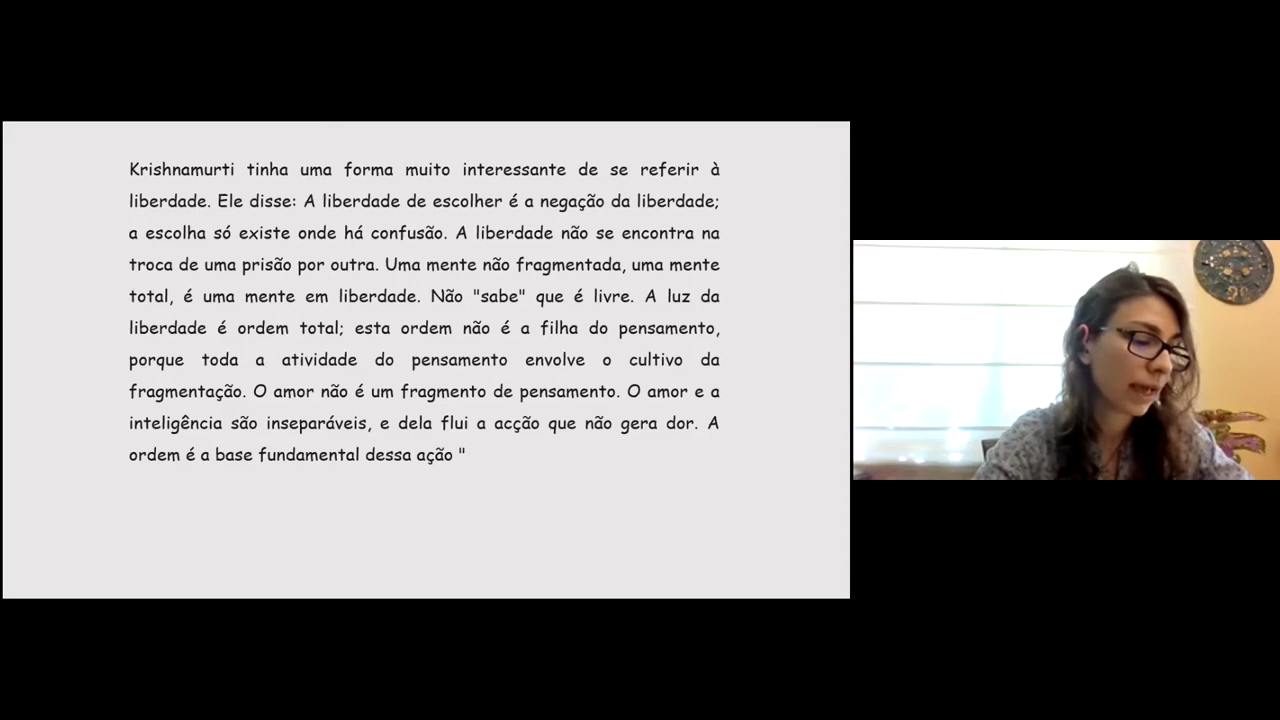 Krishnamurti tinha uma forma muito interessante de se referir à
liberdade. Ele disse: A liberdade de escolher é a negação da liberdade;
a escolha só existe onde há confusão. A liberdade não se encontra na
troca de uma prisão por outra. Uma mente não fragmentada, uma mente
total, é uma mente em liberdade. Não "sabe" que é livre. A luz da
liberdade é ordem total; esta ordem não é a filha do pensamento,
porque toda a atividade do pensamento envolve o cultivo da
fragmentação. O amor não é um fragmento de pensamento. O amor e a
inteligência são inseparáveis, e dela flui a acção que não gera dor. A
ordem é a base fundamental dessa ação "